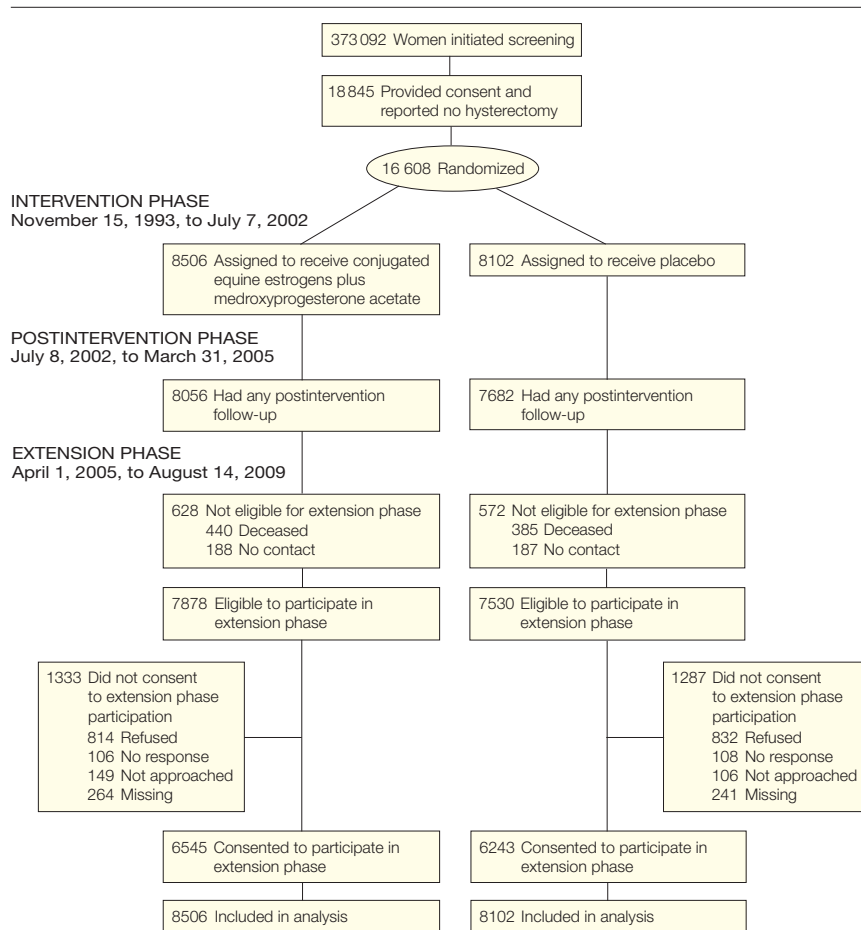 373 092 Women initiated screening
18 845 Provided consent and
reported no hysterectomy
16 608 Randomized
INTERVENTION PHASE
November 15, 1993, to July 7, 2002
8506 Assigned to receive conjugated
equine estrogens plus
medroxyprogesterone acetate
8102 Assigned to receive placebo
POSTINTERVENTION PHASE
July 8, 2002, to March 31, 2005
8056 Had any postintervention
follow-up
7682 Had any postintervention
follow-up
EXTENSION PHASE
April 1, 2005, to August 14, 2009
628 Not eligible for extension phase
440 Deceased
188 No contact
572 Not eligible for extension phase
385 Deceased
187 No contact
7878 Eligible to participate in
extension phase
7530 Eligible to participate in
extension phase
1333 Did not consent
to extension phase
participation
814 Refused
106 No response
149 Not approached
264 Missing
1287 Did not consent
to extension phase
participation
832 Refused
108 No response
106 Not approached
241 Missing
6545 Consented to participate in
extension phase
6243 Consented to participate in
extension phase
8506 Included in analysis
8102 Included in analysis